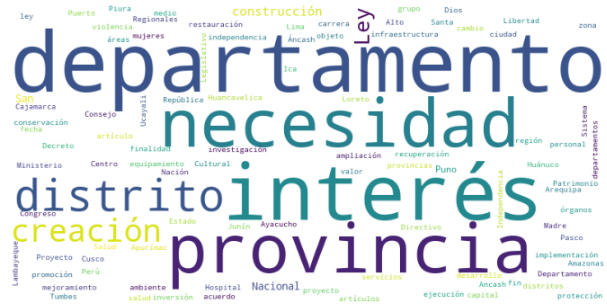 ley Puerto Piura medio grupo Dios zona
violencia Regionales restauración construcción Ley carrera Alto Santa Libertad
áreas mujeres independencia Lima Áncash objeto infraestructura cambio ciudad
departamento
Legislativo Ica
Cajamarca San República Huancavelica Loreto
Ucayali necesidad Sistema
conservación Consejo región personal departamentos
fecha Decreto artículo finalidad investigación ampliación recuperación Huánuco
Ministerio Centro equipamiento Cultural Nación valor provincias Puno Arequipa Patrimonio
distrito interés Independencia órganos
Congreso Estado Junín Ayacucho Directivo Madre
creación provincia Pasco
Lambayeque Proyecto Cusco Salud Apurímac servicios desarrollo implementación Amazonas
promoción Perú Hospital Nacional proyecto Ancash fin Departamento
mejoramiento ambiente acuerdo artículos ejecución capital distritos protección
Tumbes salud inversión